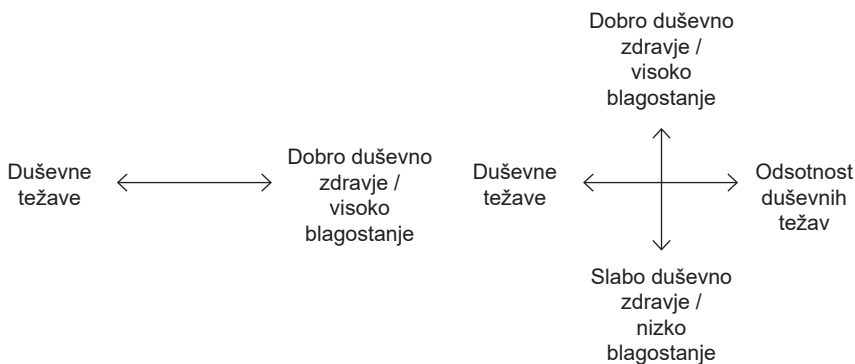 Duševne
težave
Dobro duševno
zdravje /
visoko
blagostanje
Dobro duševno
zdravje /
visoko
blagostanje
Duševne
težave
Odsotnost
duševnih
težav
Slabo duševno
zdravje /
nizko
blagostanje